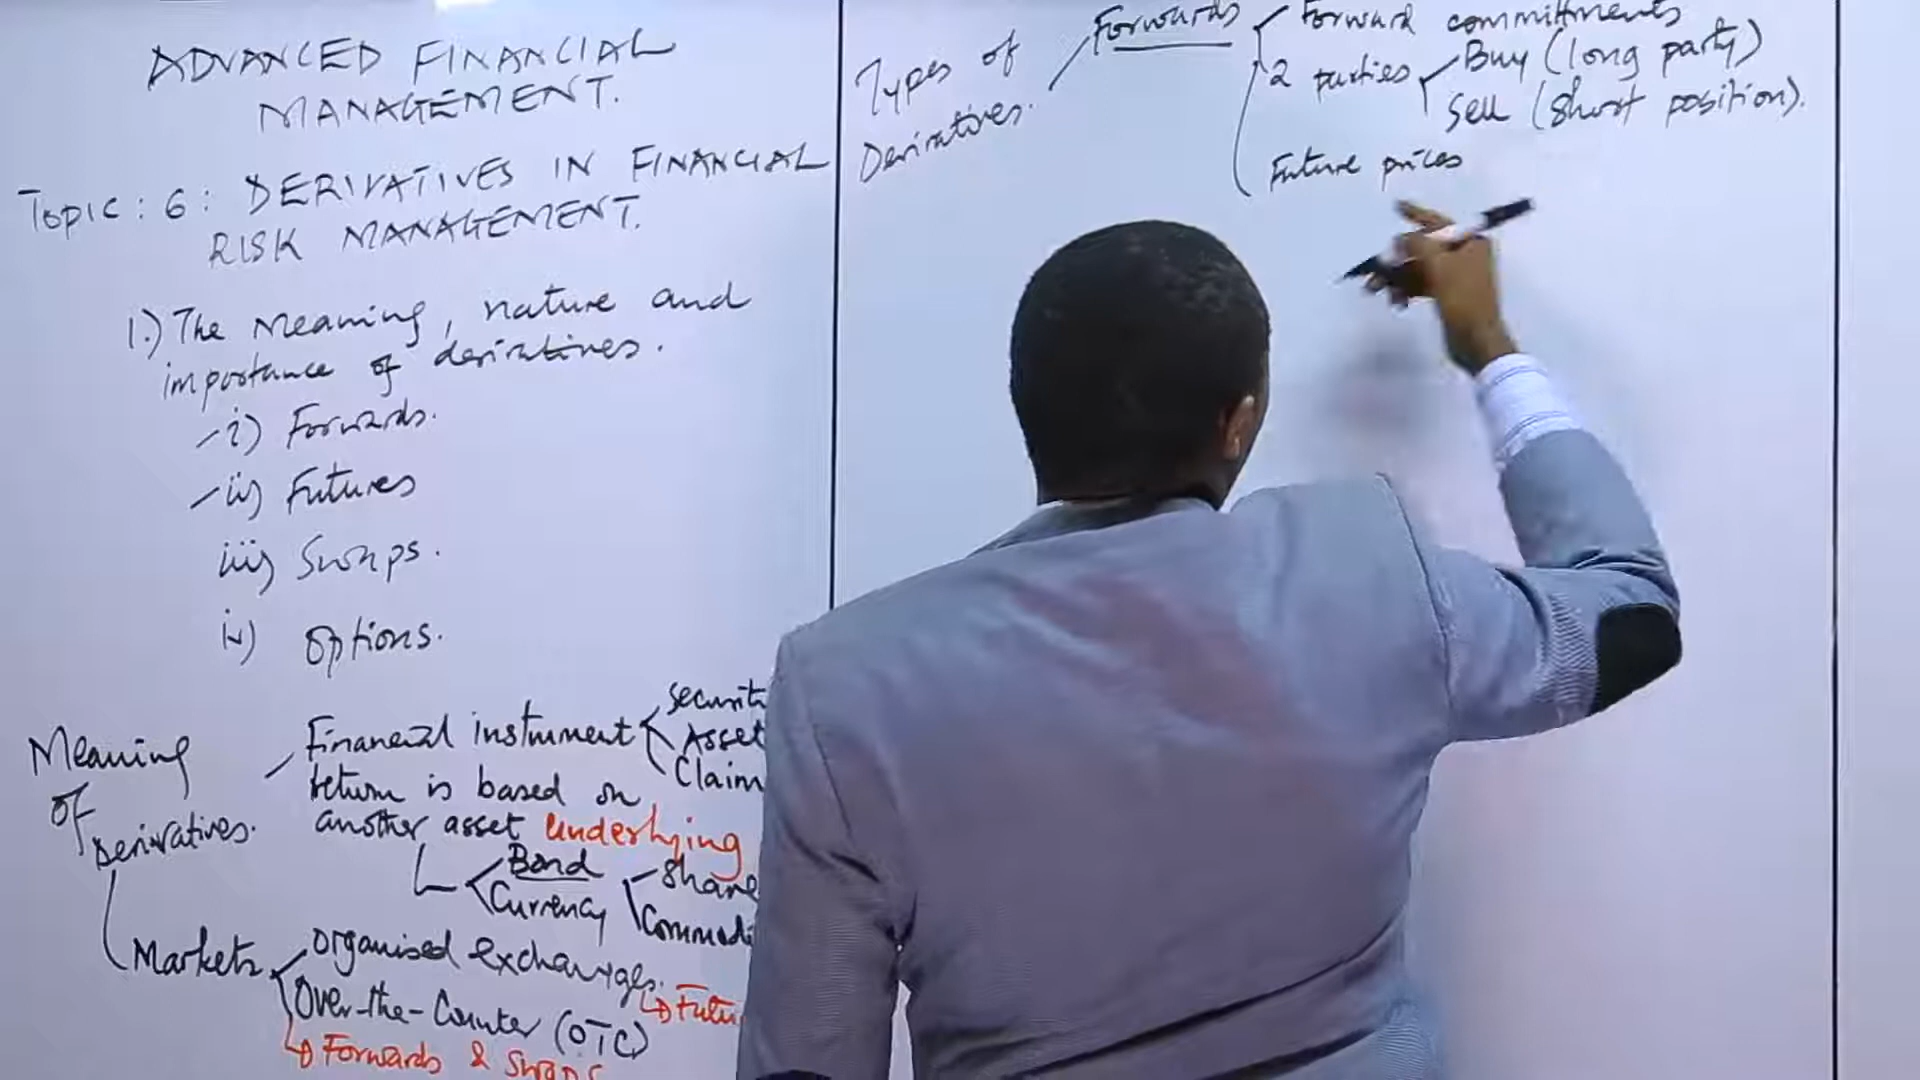 ADVANCED FINANCIAL
MANAGEMENT.
TOPIC: 6: DERIVATIVES IN FINANCIAL
RISK MANAGEMENT.
1.) The meaning, nature and
importance of derivatives.
i) Forwards.
ii) Futures
iii) Swaps.
iv) Options.
Meaning
of
Derivatives.
Financial instrument
Securit
Asset
Claim
return is based on
another asset underlying
Bond
Currency
Share
Commodi
Markets
Organised exchanges.
Futu
Over-the-Counter (OTC)
Forwards & Swaps
Types of
Derivatives.
Forwards
Forward commitments
2 parties
Buy (long party)
Sell (short position).
Future prices